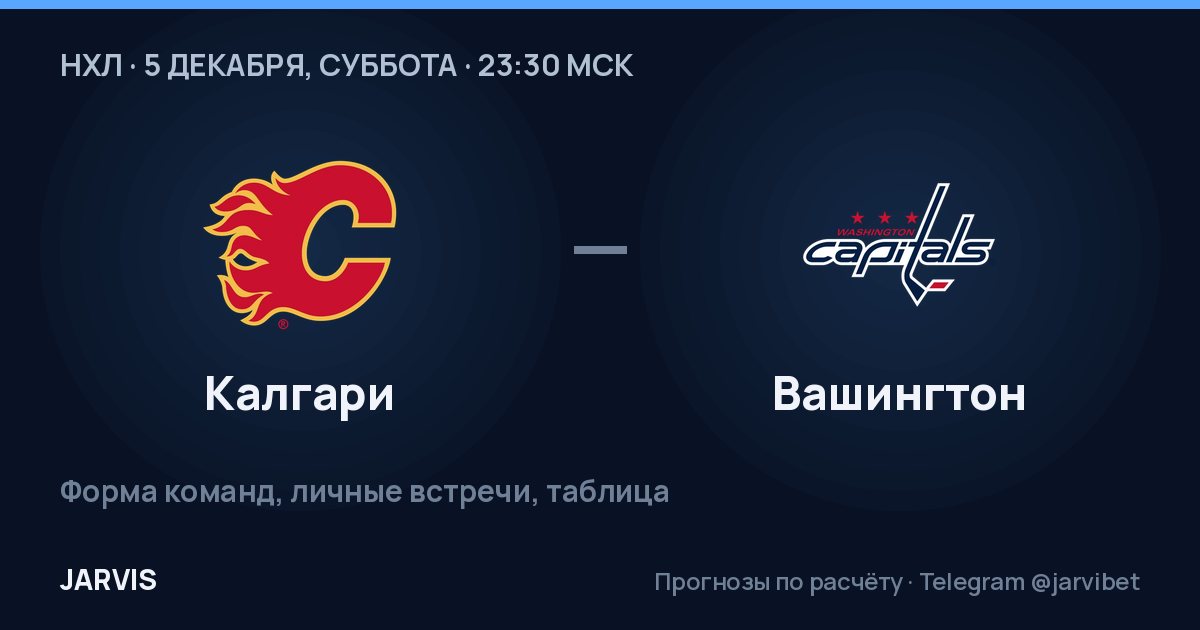 НХЛ · 5 ДЕКАБРЯ, СУББОТА · 23:30 МСК
®
WASHINGTON
capitals
Калгари
Вашингтон
Форма команд, личные встречи, таблица
JARVIS
Прогнозы по расчёту · Telegram @jarvibet